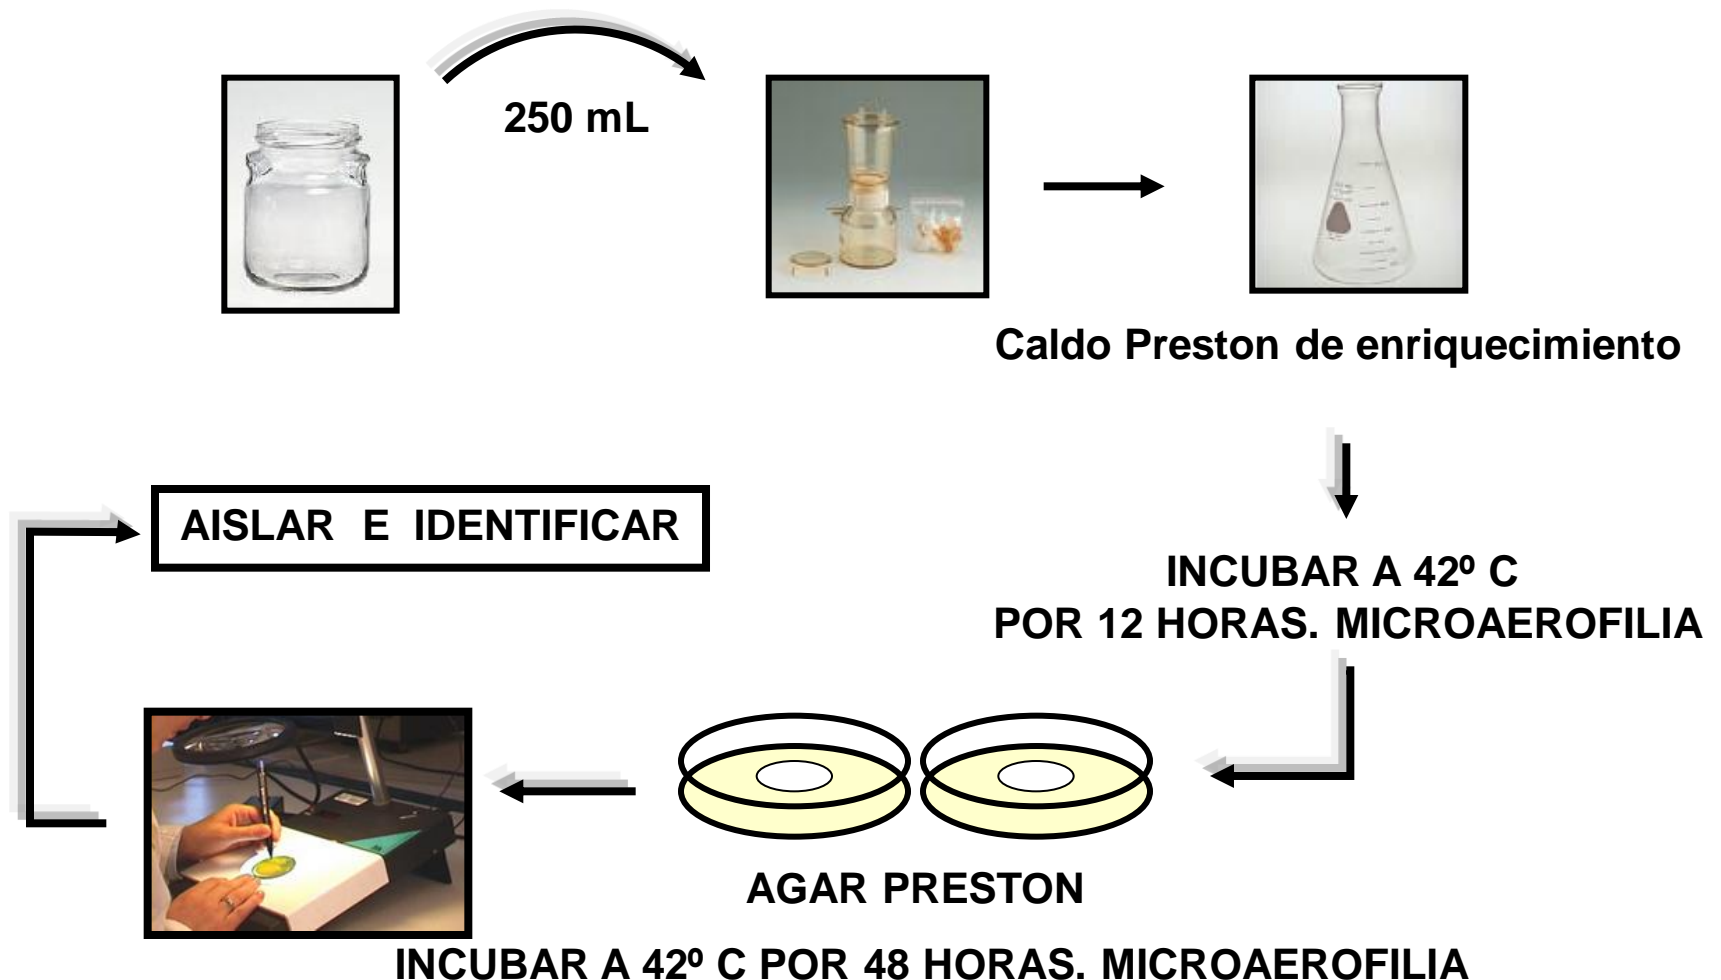 250 mL
Caldo Preston de enriquecimiento
INCUBAR A 42º C
POR 12 HORAS. MICROAEROFILIA
AGAR PRESTON
INCUBAR A 42º C POR 48 HORAS. MICROAEROFILIA
AISLAR E IDENTIFICAR